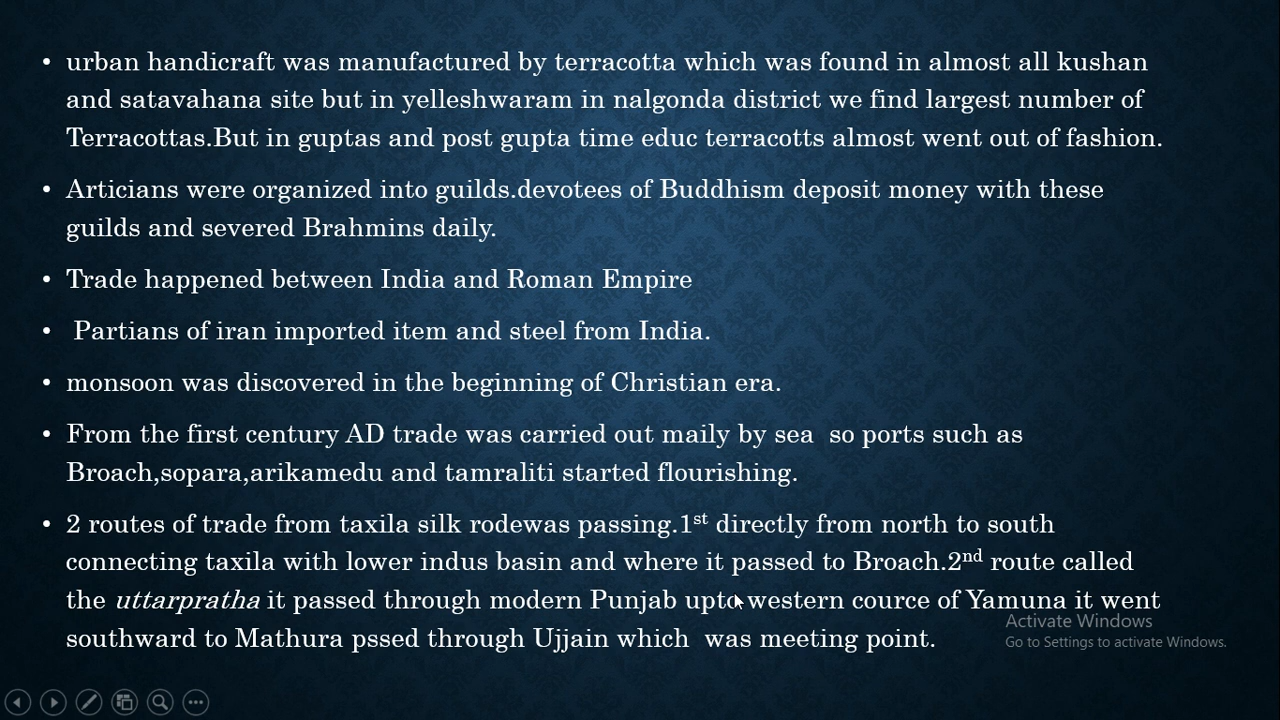 • urban handicraft was manufactured by terracotta which was found in almost all kushan
and satavahana site but in yelleshwaram in nalgonda district we find largest number of
Terracottas.But in guptas and post gupta time educ terracotts almost went out of fashion.
• Articians were organized into guilds.devotees of Buddhism deposit money with these
guilds and severed Brahmins daily.
• Trade happened between India and Roman Empire
• Partians of iran imported item and steel from India.
• monsoon was discovered in the beginning of Christian era.
• From the first century AD trade was carried out maily by sea so ports such as
Broach,sopara,arikamedu and tamraliti started flourishing.
• 2 routes of trade from taxila silk rodewas passing.1st directly from north to south
connecting taxila with lower indus basin and where it passed to Broach.2nd route called
the uttarpratha it passed through modern Punjab upto western cource of Yamuna it went
southward to Mathura pssed through Ujjain which was meeting point.
Activate Windows
Go to Settings to activate Windows.